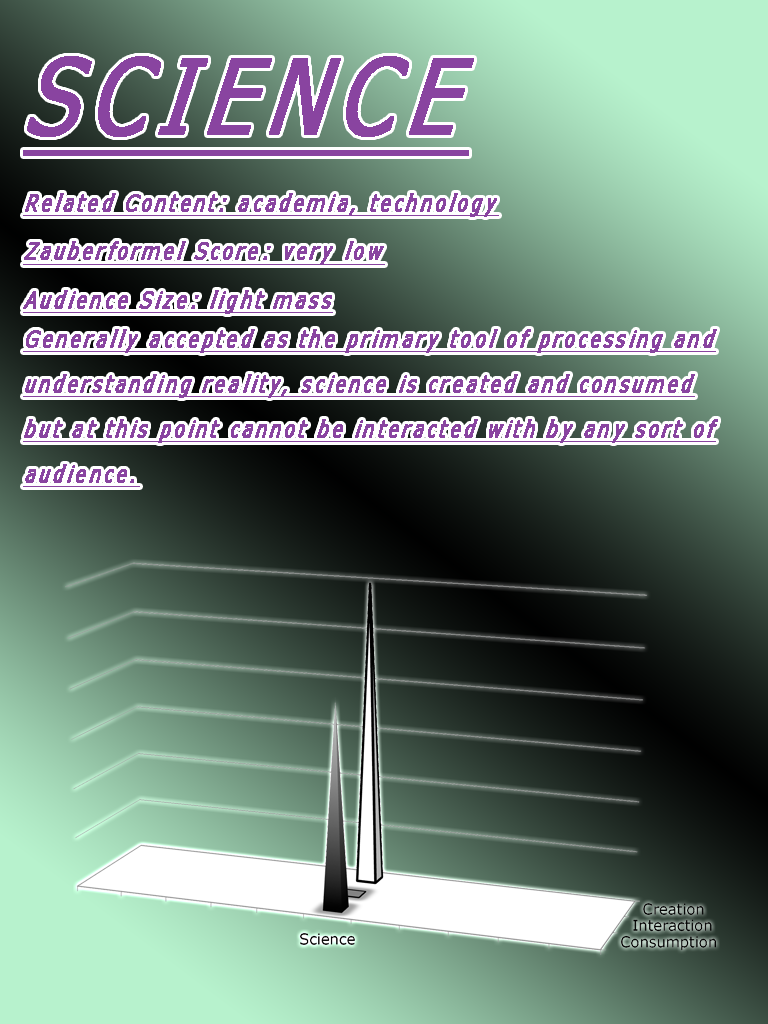 SCIENCE
Related Content: academia, technology
Zauberformel Score: very low
Audience Size: light mass
Generally accepted as the primary tool of processing and
understanding reality, science is created and consumed
but at this point cannot be interacted with by any sort of
audience.
Creation
Interaction
Consumption
Science